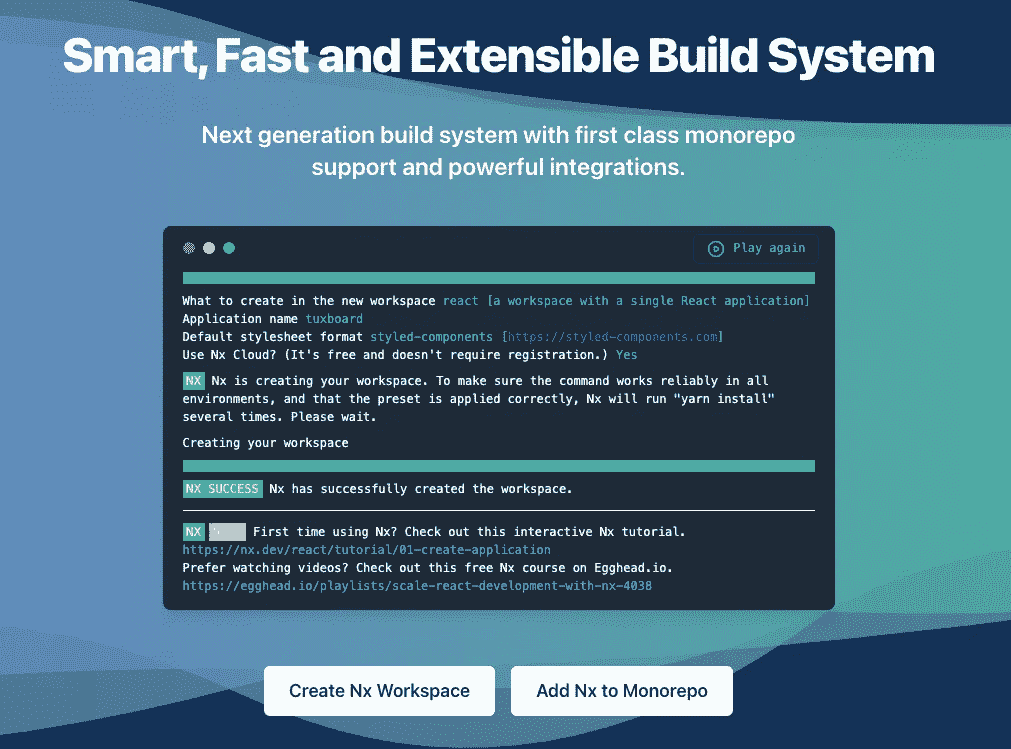 Smart, Fast and Extensible Build System
Next generation build system with first class monorepo
support and powerful integrations.
Play again
What to create in the new workspace react [a workspace with a single React application]
Application name tuxboard
Default stylesheet format styled-components [https://styled-components.com]
Use Nx Cloud? (It's free and doesn't require registration.) Yes
NX Nx is creating your workspace. To make sure the command works reliably in all
environments, and that the preset is applied correctly, Nx will run "yarn install"
several times. Please wait.
Creating your workspace
NX SUCCESS Nx has successfully created the workspace.
NX First time using Nx? Check out this interactive Nx tutorial.
https://nx.dev/react/tutorial/01-create-application
Prefer watching videos? Check out this free Nx course on Egghead.io.
https://egghead.io/playlists/scale-react-development-with-nx-4038
Create Nx Workspace
Add Nx to Monorepo